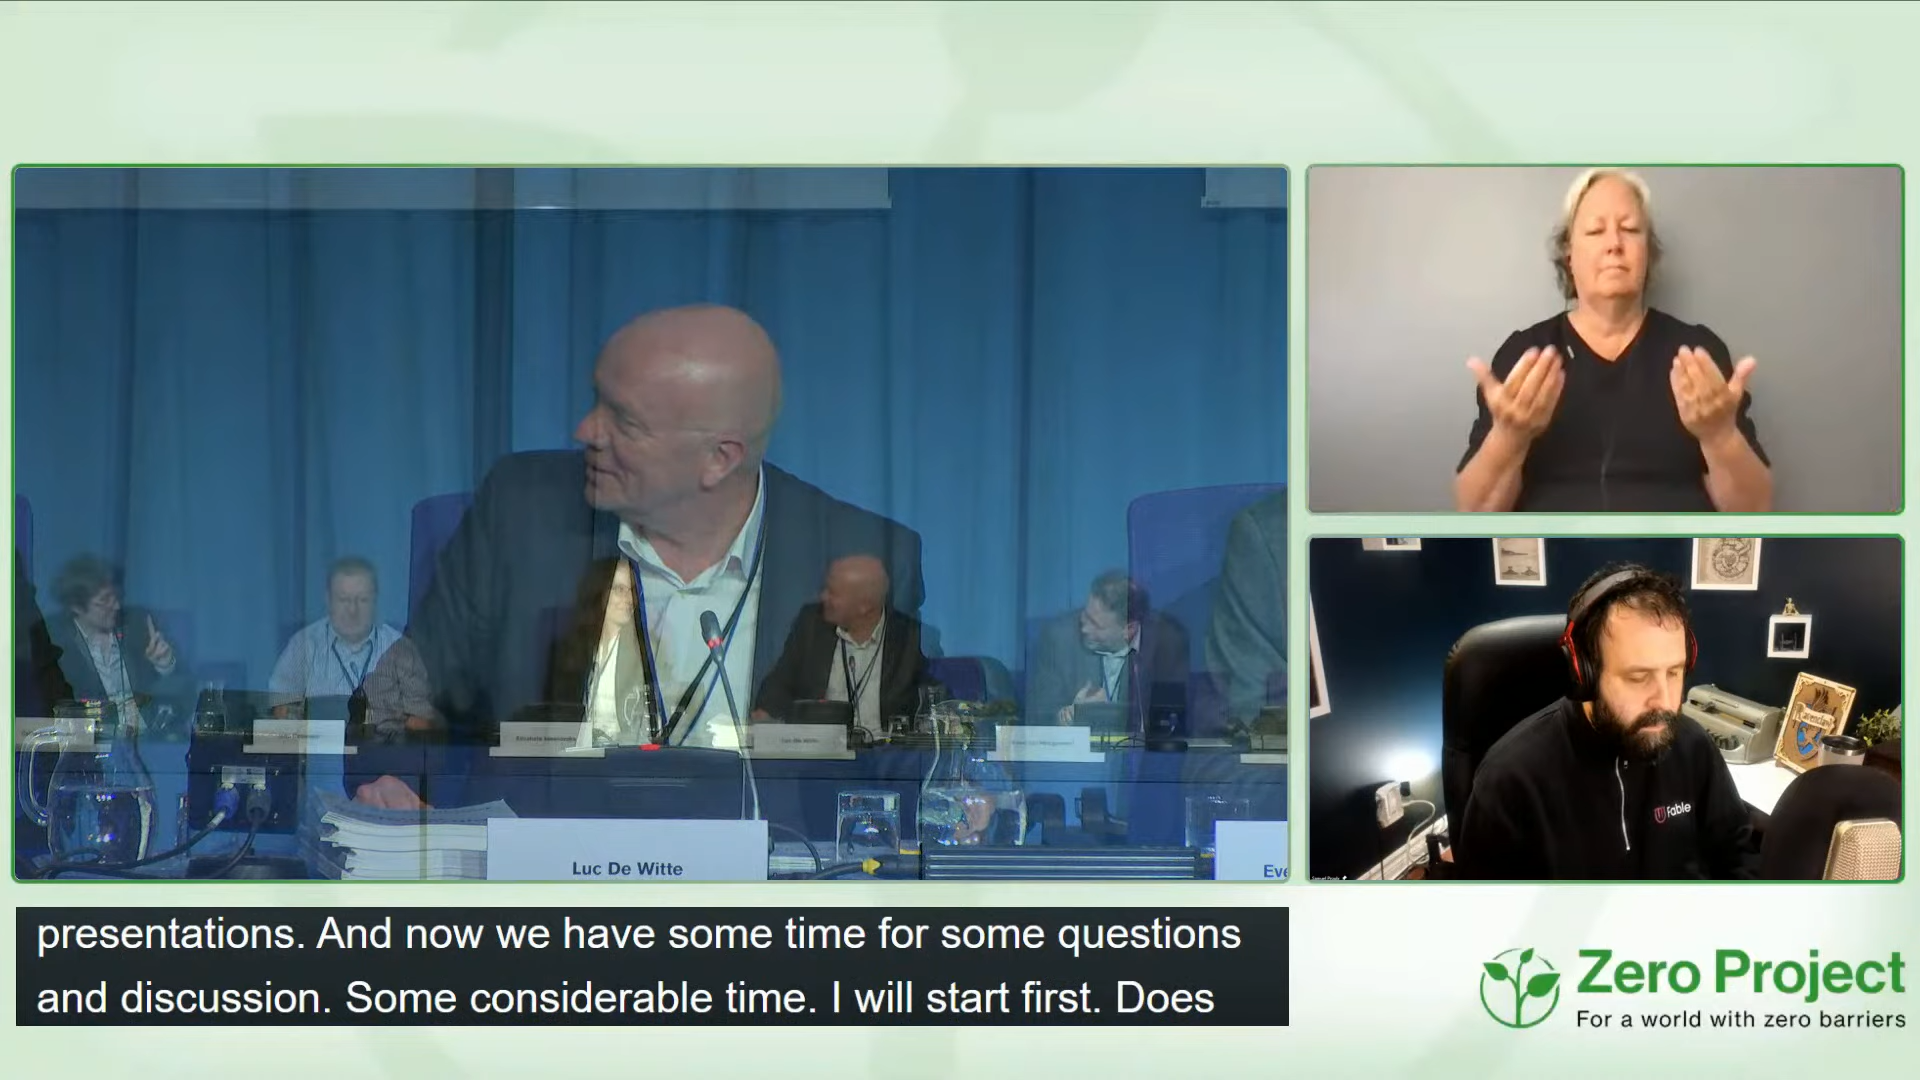 Luc De Witte
Eve
Fable
presentations. And now we have some time for some questions
and discussion. Some considerable time. I will start first. Does
Zero Project
For a world with zero barriers